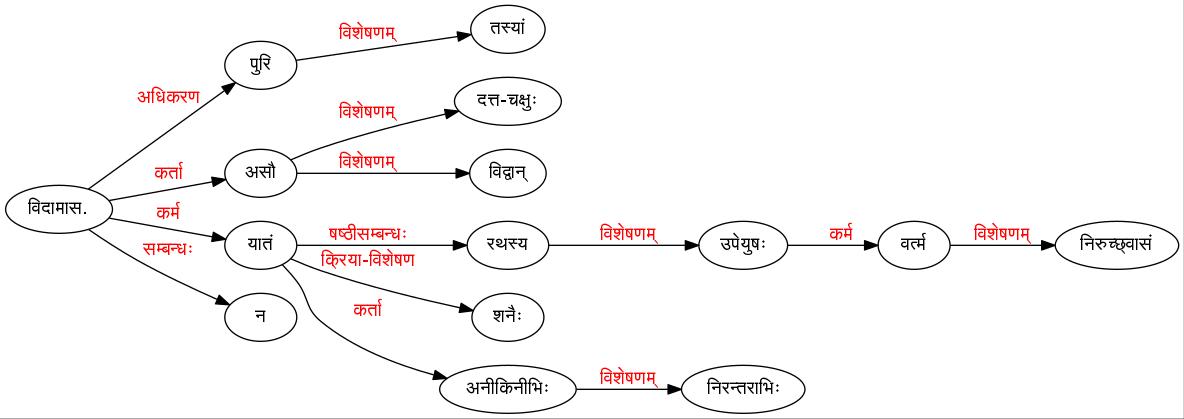 तस्यां
विशेषणम्
पुरि
अधिकरण
दत्त-चक्षुः
विशेषणम्
असौ
विशेषणम्
विद्वान्
कर्ता
विदामास.
कर्म
यातं
षष्ठीसम्बन्धः
रथस्य
विशेषणम्
उपेयुषः
कर्म
वर्त्म
विशेषणम्
निरुच्छ्वासं
सम्बन्धः
क्रिया-विशेषण
न
कर्ता
शनैः
अनीकिनीभिः
विशेषणम्
निरन्तराभिः